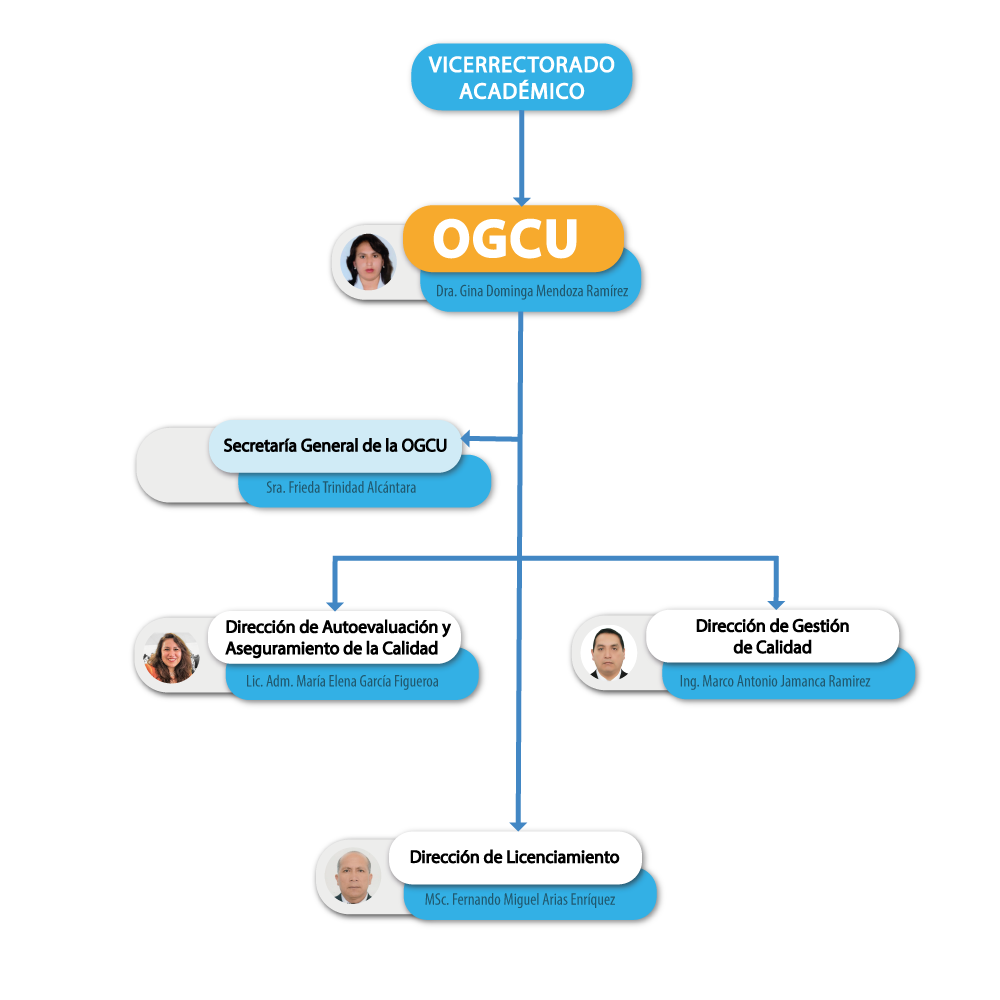 VICERRECTORADO
ACADÉMICO
OGCU
Dra. Gina Dominga Mendoza Ramírez
Secretaría General de la OGCU
Sra. Frieda Trinidad Alcántara
Dirección de Autoevaluación y
Aseguramiento de la Calidad
Lic. Adm. María Elena García Figueroa
Dirección de Gestión
de Calidad
Ing. Marco Antonio Jamanca Ramirez
Dirección de Licenciamiento
MSc. Fernando Miguel Arias Enríquez